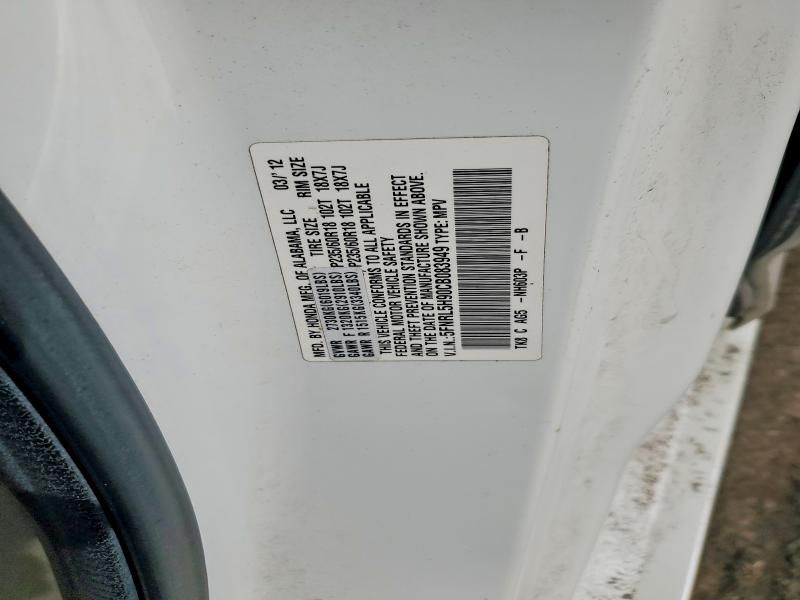 MFD. BY HONDA MFG. OF ALABAMA, LLC 03/'12
TIRE SIZE RIM SIZE
GVWR 2730KG(6019LBS)
GAWR F 1320KG(2910LBS) P235/60R18 102T 18X7J
GAWR R 1515KG(3340LBS) P235/60R18 102T 18X7J
THIS VEHICLE CONFORMS TO ALL APPLICABLE
FEDERAL MOTOR VEHICLE SAFETY
AND THEFT PREVENTION STANDARDS IN EFFECT
ON THE DATE OF MANUFACTURE SHOWN ABOVE.
V.I.N.: 5FNRL5H90CB083949 TYPE: MPV
TK8 C AG5 -NH603P -F -B